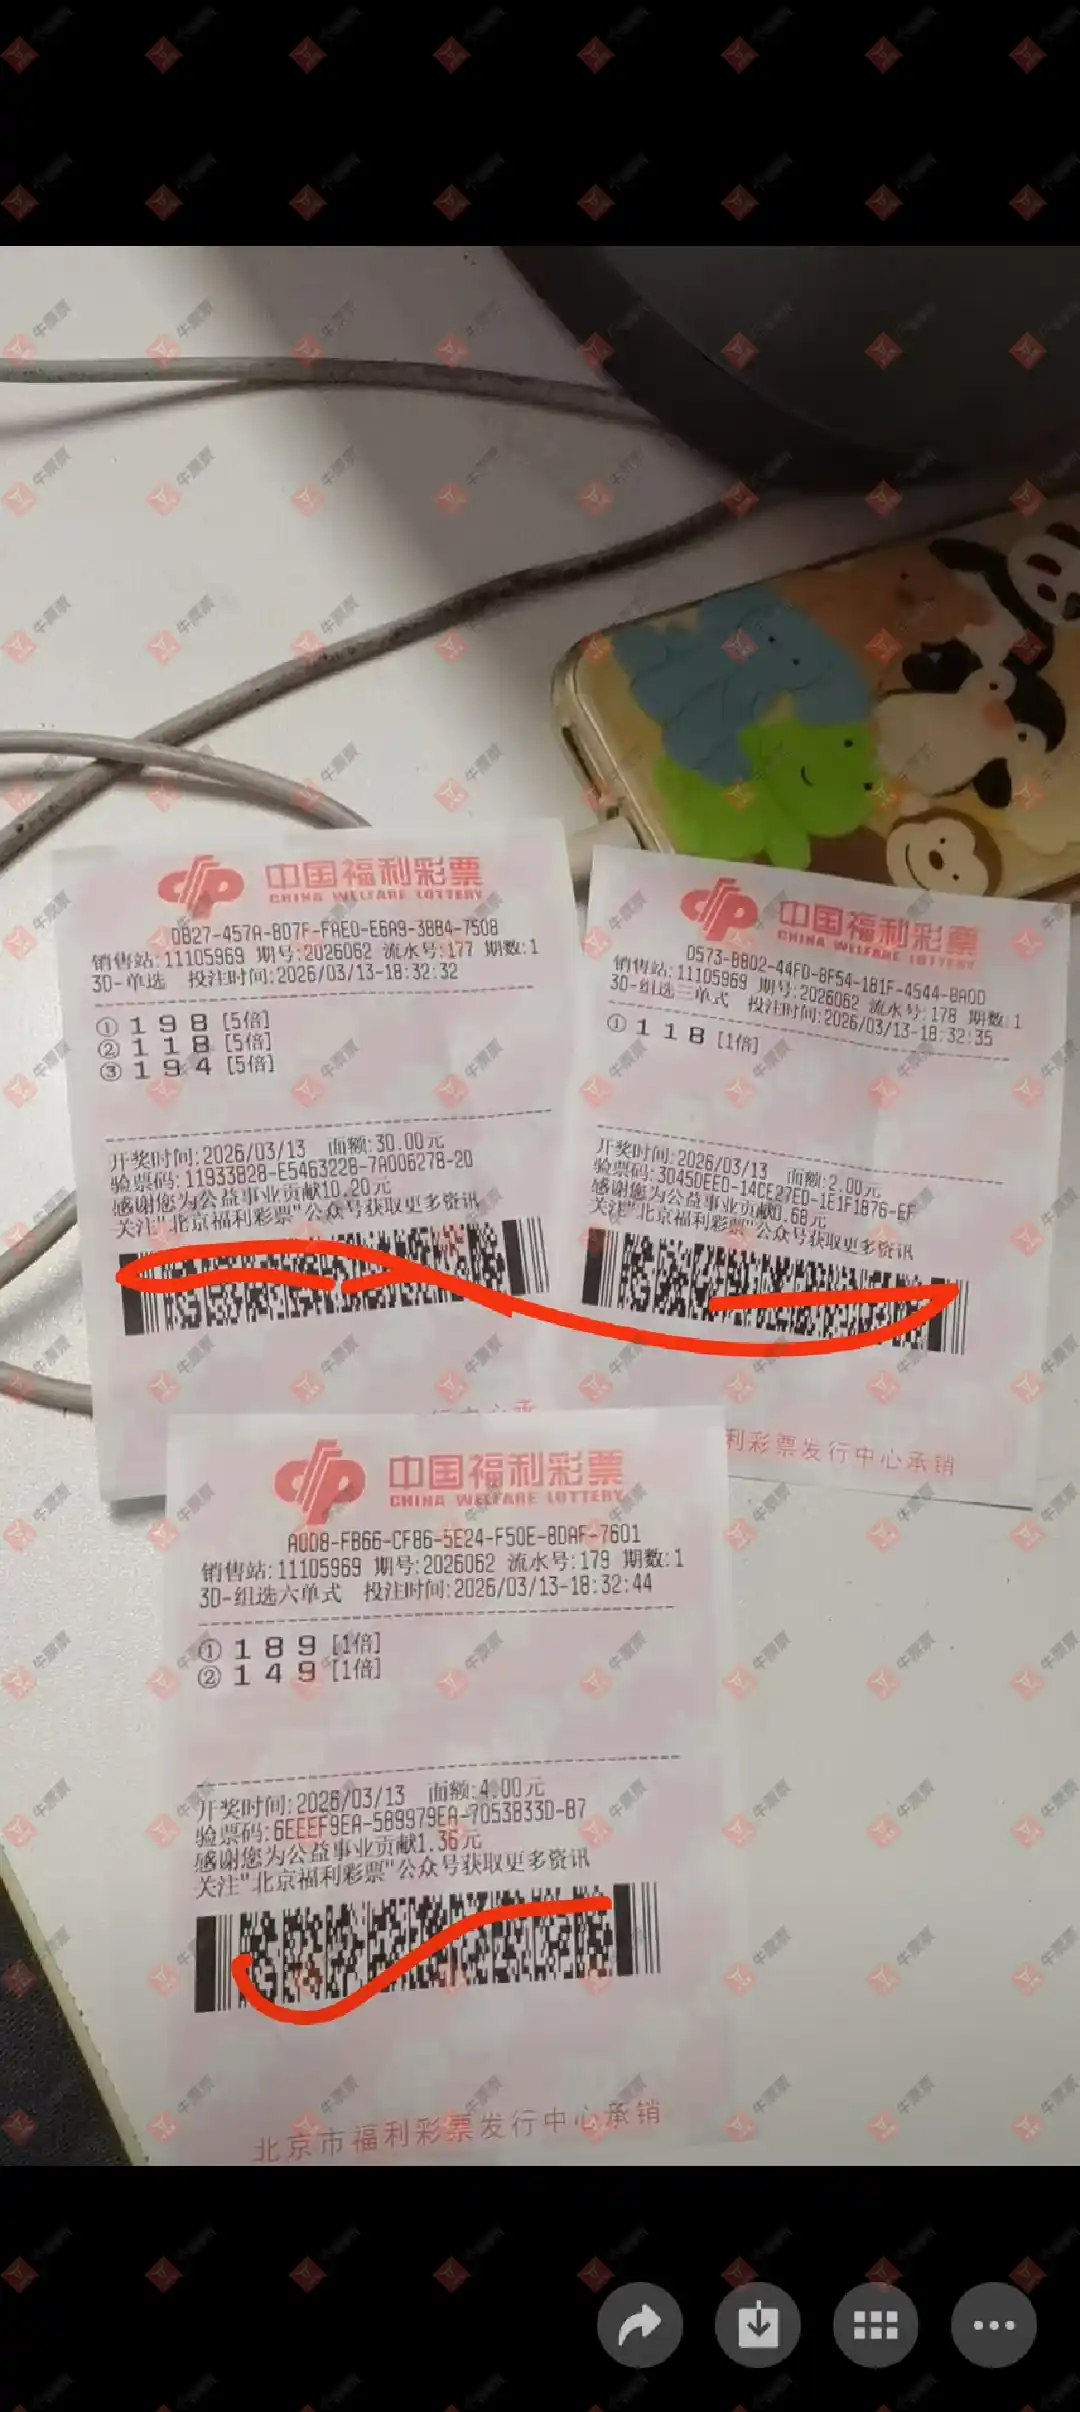 中国福利彩票
CHINA WELFARE LOTTERY
DB27-457A-8D7F-FAE0-E6A9-3BB4-7508
销售站:11105969 期号:2026062 流水号:177 期数:1
3D-单选 投注时间:2026/03/13-18:32:32
① 1 9 8 [5倍]
② 1 1 8 [5倍]
③ 1 9 4 [5倍]
开奖时间:2026/03/13 面额:30.00元
验票码:11933B28-E546322B-7A006278-20
感谢您为公益事业贡献10.20元
关注"北京福利彩票"公众号获取更多资讯
中国福利彩票
CHINA WELFARE LOTTERY
D573-B8D2-44FD-8F54-181F-4544-8A0D
销售站:11105969 期号:2026062 流水号:178 期数:1
3D-组选三单式 投注时间:2026/03/13-18:32:35
① 1 1 8 [1倍]
开奖时间:2026/03/13 面额:2.00元
验票码:3045DEED-14CE27ED-1E1F1876-EF
感谢您为公益事业贡献0.68元
关注"北京福利彩票"公众号获取更多资讯
利彩票发行中心承销
中国福利彩票
CHINA WELFARE LOTTERY
A0D8-FB66-CF86-5E24-F50E-8DAF-7601
销售站:11105969 期号:2026062 流水号:179 期数:1
3D-组选六单式 投注时间:2026/03/13-18:32:44
① 1 8 9 [1倍]
② 1 4 9 [1倍]
开奖时间:2026/03/13 面额:4.00元
验票码:6EEEF9EA-589979EA-7053833D-B7
感谢您为公益事业贡献1.36元
关注"北京福利彩票"公众号获取更多资讯
北京市福利彩票发行中心承销
牛票票